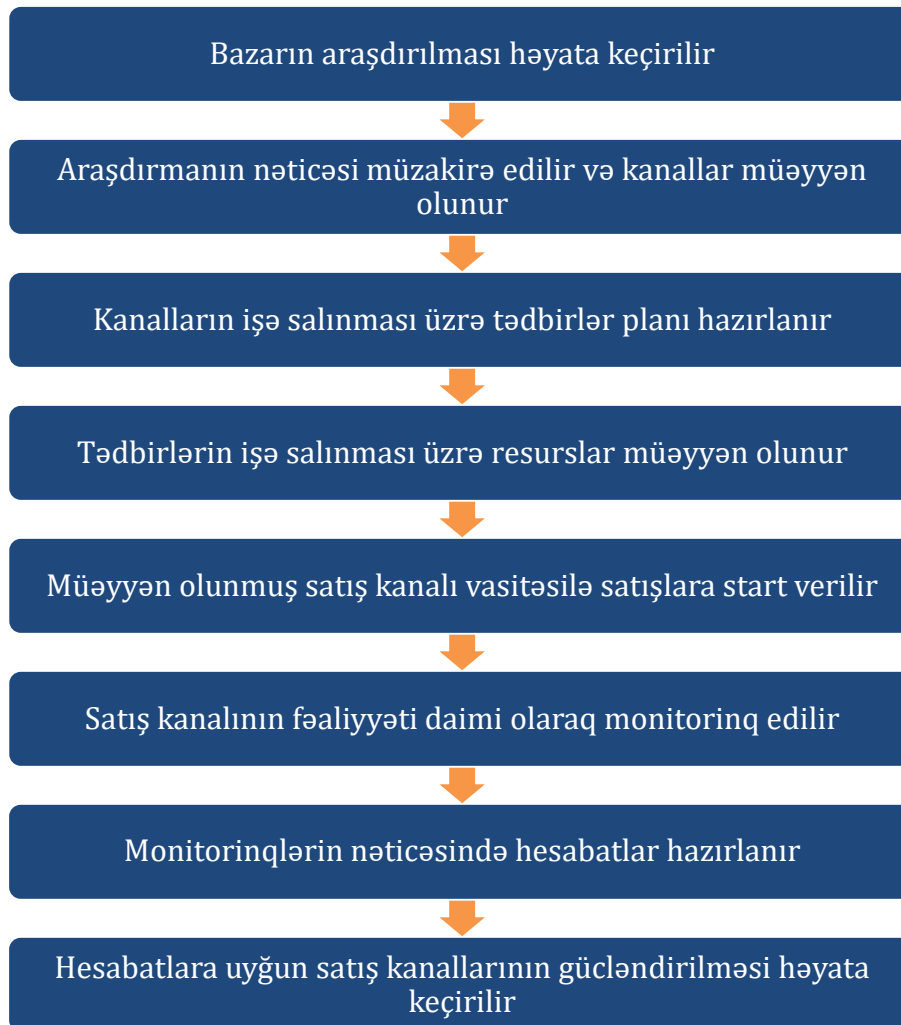 Bazarın araşdırılması həyata keçirilir
Araşdırmanın nəticəsi müzakirə edilir və kanallar müəyyən
olunur
Kanalların işə salınması üzrə tədbirlər planı hazırlanır
Tədbirlərin işə salınması üzrə resurslar müəyyən olunur
Müəyyən olunmuş satış kanalı vasitəsilə satışlara start verilir
Satış kanalının fəaliyyəti daimi olaraq monitorinq edilir
Monitorinqlərin nəticəsində hesabatlar hazırlanır
Hesabatlara uyğun satış kanallarının gücləndirilməsi həyata
keçirilir